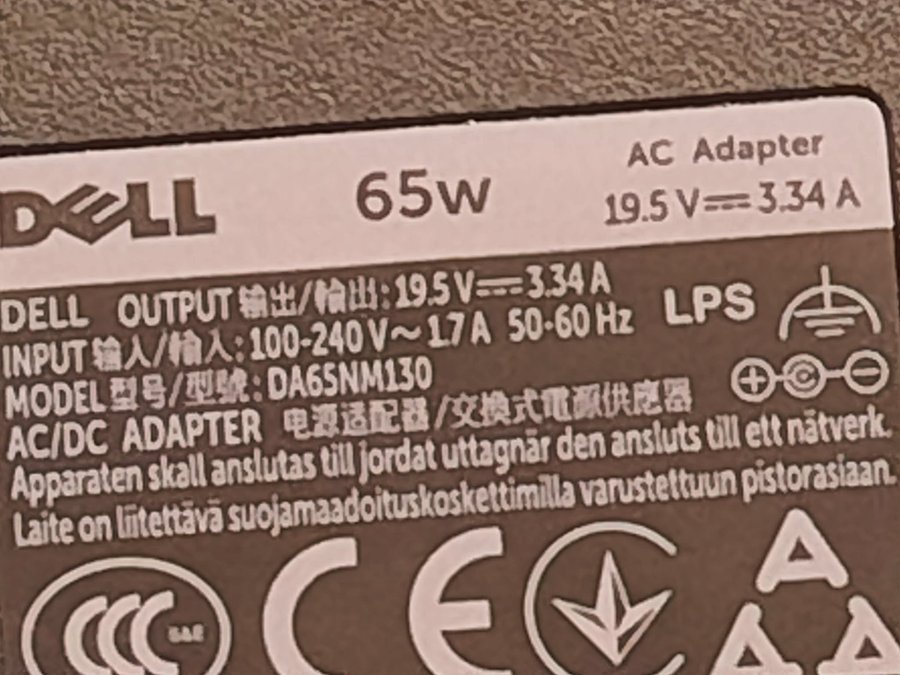 DELL 65W AC Adapter
19.5 V⎓3.34 A
DELL OUTPUT 输出/輸出: 19.5 V⎓3.34 A
INPUT 输入/輸入: 100-240 V~ 1.7 A 50-60 Hz LPS
MODEL 型号/型號: DA65NM130
AC/DC ADAPTER 电源适配器/交換式電源供應器
Apparaten skall anslutas till jordat uttagnär den ansluts till ett nätverk.
Laite on liitettävä suojamaadoituskoskettimilla varustettuun pistorasiaan.
CCC S&E CE